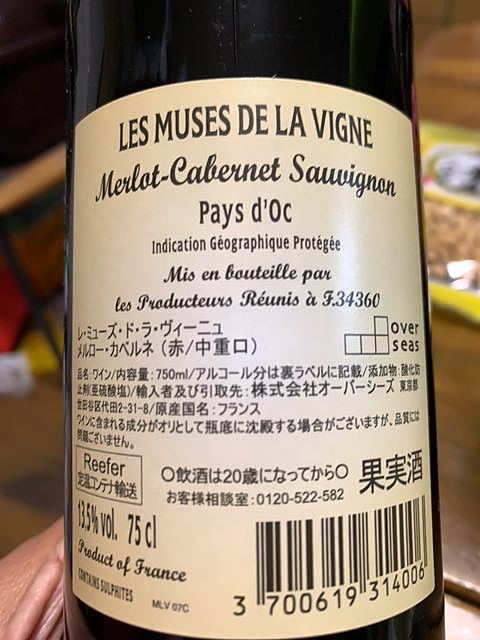 LES MUSES DE LA VIGNE
Merlot-Cabernet Sauvignon
Pays d'Oc
Indication Géographique Protégée
Mis en bouteille par
les Producteurs Réunis à F.34360
レ・ミューズ・ド・ラ・ヴィーニュ
メルロー・カベルネ（赤/中重口）
over
seas
品名:ワイン/内容量:750ml/アルコール分は裏ラベルに記載/添加物:酸化防
止剤(亜硫酸塩)/輸入者及び引取先:株式会社オーバーシーズ 東京都
世田谷区代田2-31-8/原産国名:フランス
ワインに含まれる成分がオリとして瓶底に沈殿する場合がございますが、品質には
問題ございません。
Reefer
定温コンテナ輸送
○飲酒は20歳になってから○
お客様相談室:0120-522-582
果実酒
13.5% vol. 75 cl
Product of France
CONTAINS SULPHITES
MLV 07C
3 700619 314006